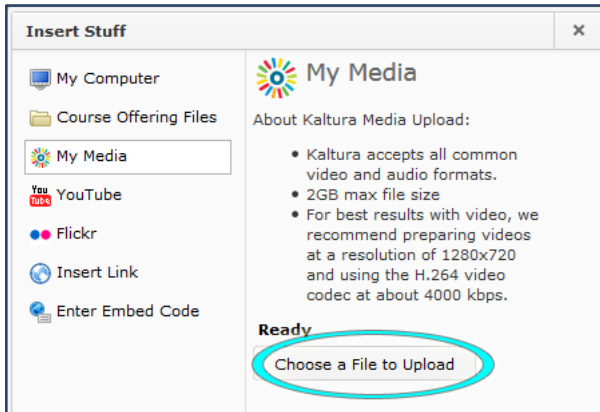 Insert Stuff
×
My Computer
Course Offering Files
My Media
You Tube YouTube
Flickr
Insert Link
Enter Embed Code
My Media
About Kaltura Media Upload:
• Kaltura accepts all common
video and audio formats.
• 2GB max file size
• For best results with video, we
recommend preparing videos
at a resolution of 1280x720
and using the H.264 video
codec at about 4000 kbps.
Ready
Choose a File to Upload